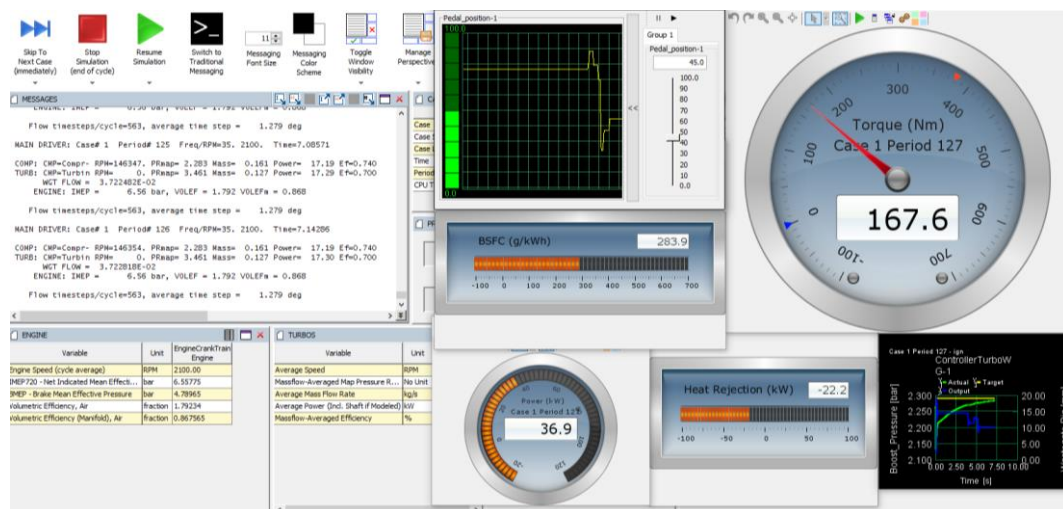 Skip To
Next Case
(immediately)
Stop
Simulation
(end of cycle)
Resume
Simulation
Switch to
Traditional
Messaging
11
Messaging
Font Size
Messaging
Color
Scheme
Toggle
Window
Visibility
Manage
Perspective
MESSAGES
Flow timesteps/cycle=563, average time step = 1.279 deg
MAIN DRIVER: Case# 1 Period# 125 Freq/RPM=35. 2100. Time=7.08571
COMP: CMP=Compr- RPM=146347. PRmap= 2.283 Mass= 0.161 Power= 17.19 Ef=0.740
TURB: CMP=Turbin RPM= 0. PRmap= 3.461 Mass= 0.127 Power= 17.29 Ef=0.700
WGT FLOW = 3.722482E-02
ENGINE: IMEP = 6.56 bar, VOLEF = 1.792 VOLEFm = 0.868
Flow timesteps/cycle=563, average time step = 1.279 deg
MAIN DRIVER: Case# 1 Period# 126 Freq/RPM=35. 2100. Time=7.14286
COMP: CMP=Compr- RPM=146354. PRmap= 2.283 Mass= 0.161 Power= 17.19 Ef=0.740
TURB: CMP=Turbin RPM= 0. PRmap= 3.461 Mass= 0.127 Power= 17.30 Ef=0.700
WGT FLOW = 3.722818E-02
ENGINE: IMEP = 6.56 bar, VOLEF = 1.792 VOLEFm = 0.868
Flow timesteps/cycle=563, average time step = 1.279 deg
Case
Case
Time
Period
CPU T
Pedal_position-1
100.0
0.0
<<
Group 1
Pedal_position-1
45.0
100.0
90
80
70
60
50
40
30
20
10
0.0
BSFC (g/kWh)
283.9
-100 0 100 200 300 400 500 600 700
-100 0 100 200 300 400 500 600 700
Torque (Nm)
Case 1 Period 127
167.6
ENGINE
Variable Unit EngineCrankTrain
Engine
Engine Speed (cycle average) RPM 2100.00
IMEP720 - Net Indicated Mean Effecti... bar 6.55775
BMEP - Brake Mean Effective Pressure bar 4.78965
Volumetric Efficiency, Air fraction 1.79234
Volumetric Efficiency (Manifold), Air fraction 0.867565
TURBOS
Variable Unit
Average Speed RPM
Massflow-Averaged Map Pressure R... No Unit
Average Mass Flow Rate kg/s
Average Power (Incl. Shaft if Modeled) kW
Massflow-Averaged Efficiency %
Power (kW)
Case 1 Period 127
36.9
-20 0 20 40 60 80 100 120
Heat Rejection (kW)
-22.2
-100 -50 0 50 100
Case 1 Period 127 - ign
ControllerTurboW
G-1
Actual Target
Output
Boost_Pressure [bar]
2.300
2.250
2.200
2.150
2.100
20.00
15.00
10.00
5.00
0.00
0.00 2.50 5.00 7.50 10.00
Time [s]